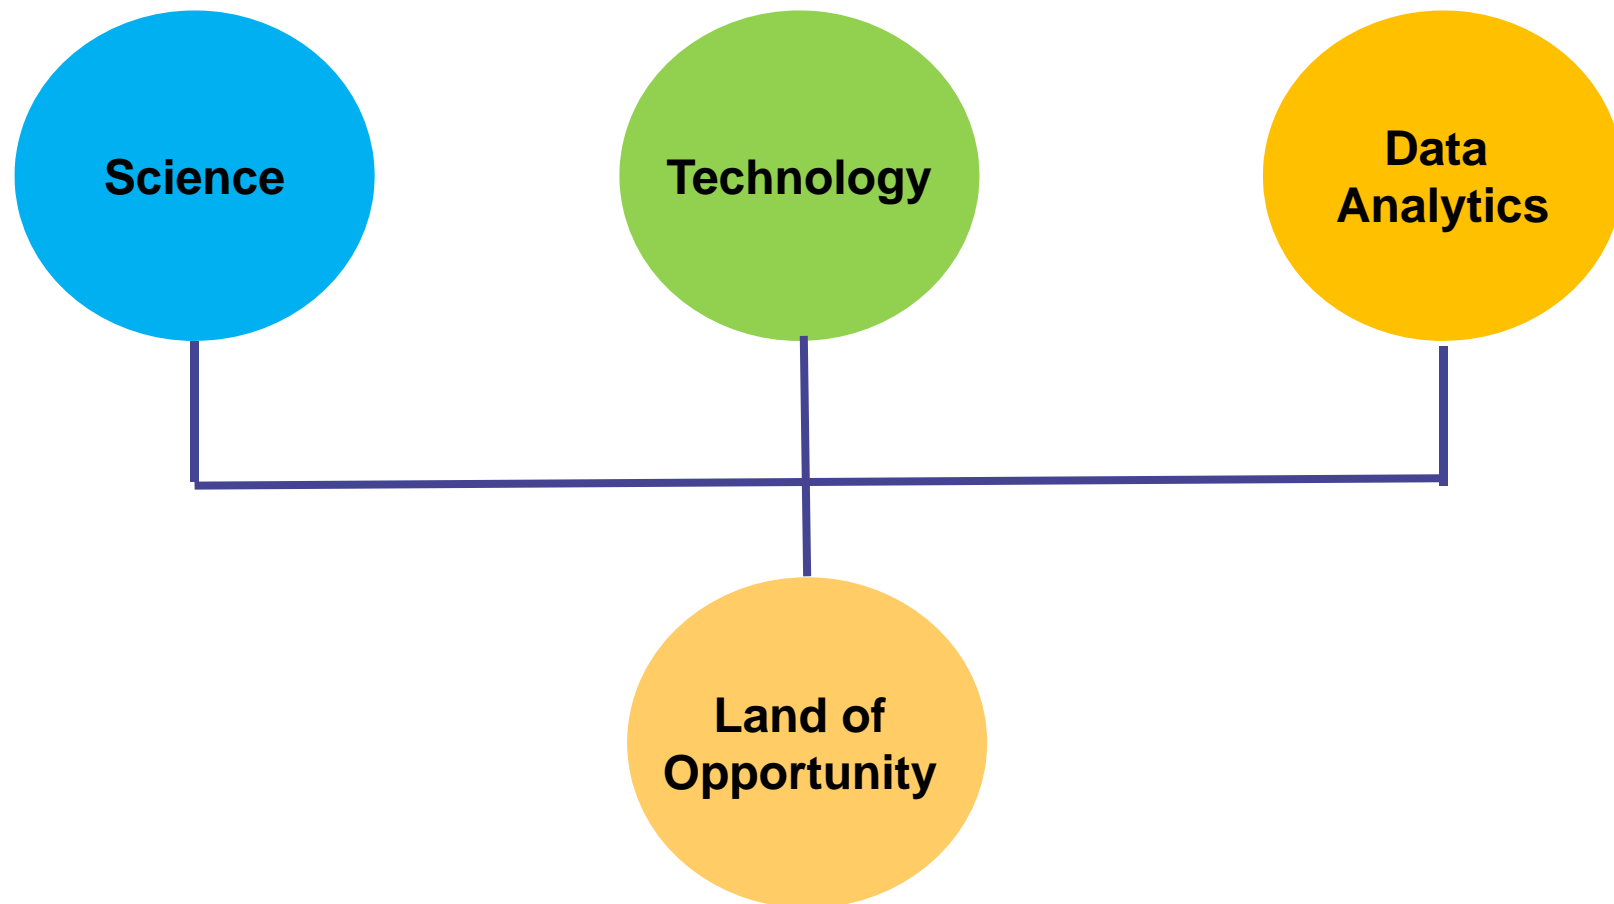 Science
Technology
Data
Analytics
Land of
Opportunity